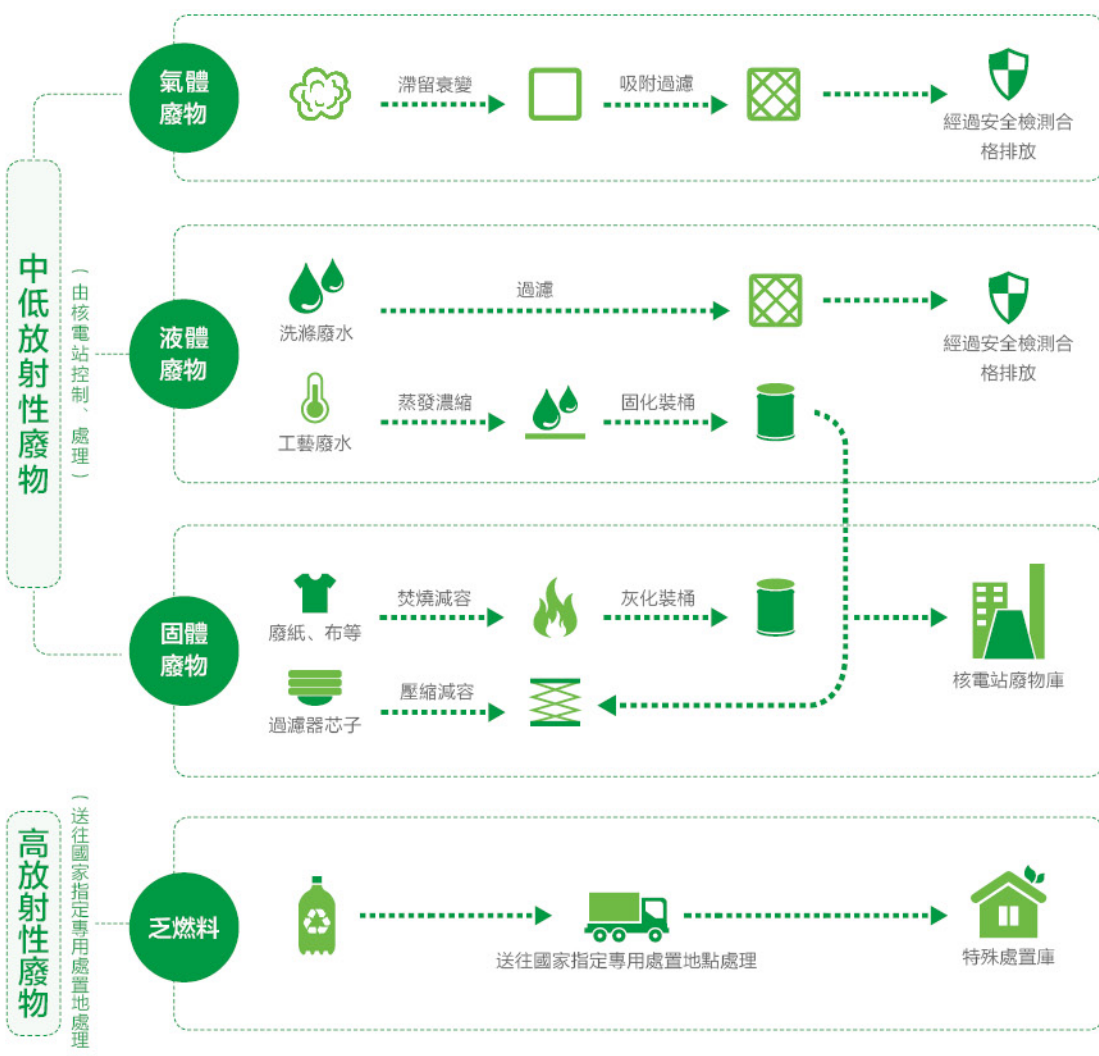 中低放射性廢物
(由核電站控制、處理)
氣體
廢物
滯留衰變
吸附過濾
經過安全檢測合
格排放
液體
廢物
洗滌廢水
過濾
經過安全檢測合
格排放
工藝廢水
蒸發濃縮
固化裝桶
固體
廢物
廢紙、布等
焚燒減容
灰化裝桶
核電站廢物庫
過濾器芯子
壓縮減容
高放射性廢物
(送往國家指定專用處置地處理
乏燃料
送往國家指定專用處置地點處理
特殊處置庫